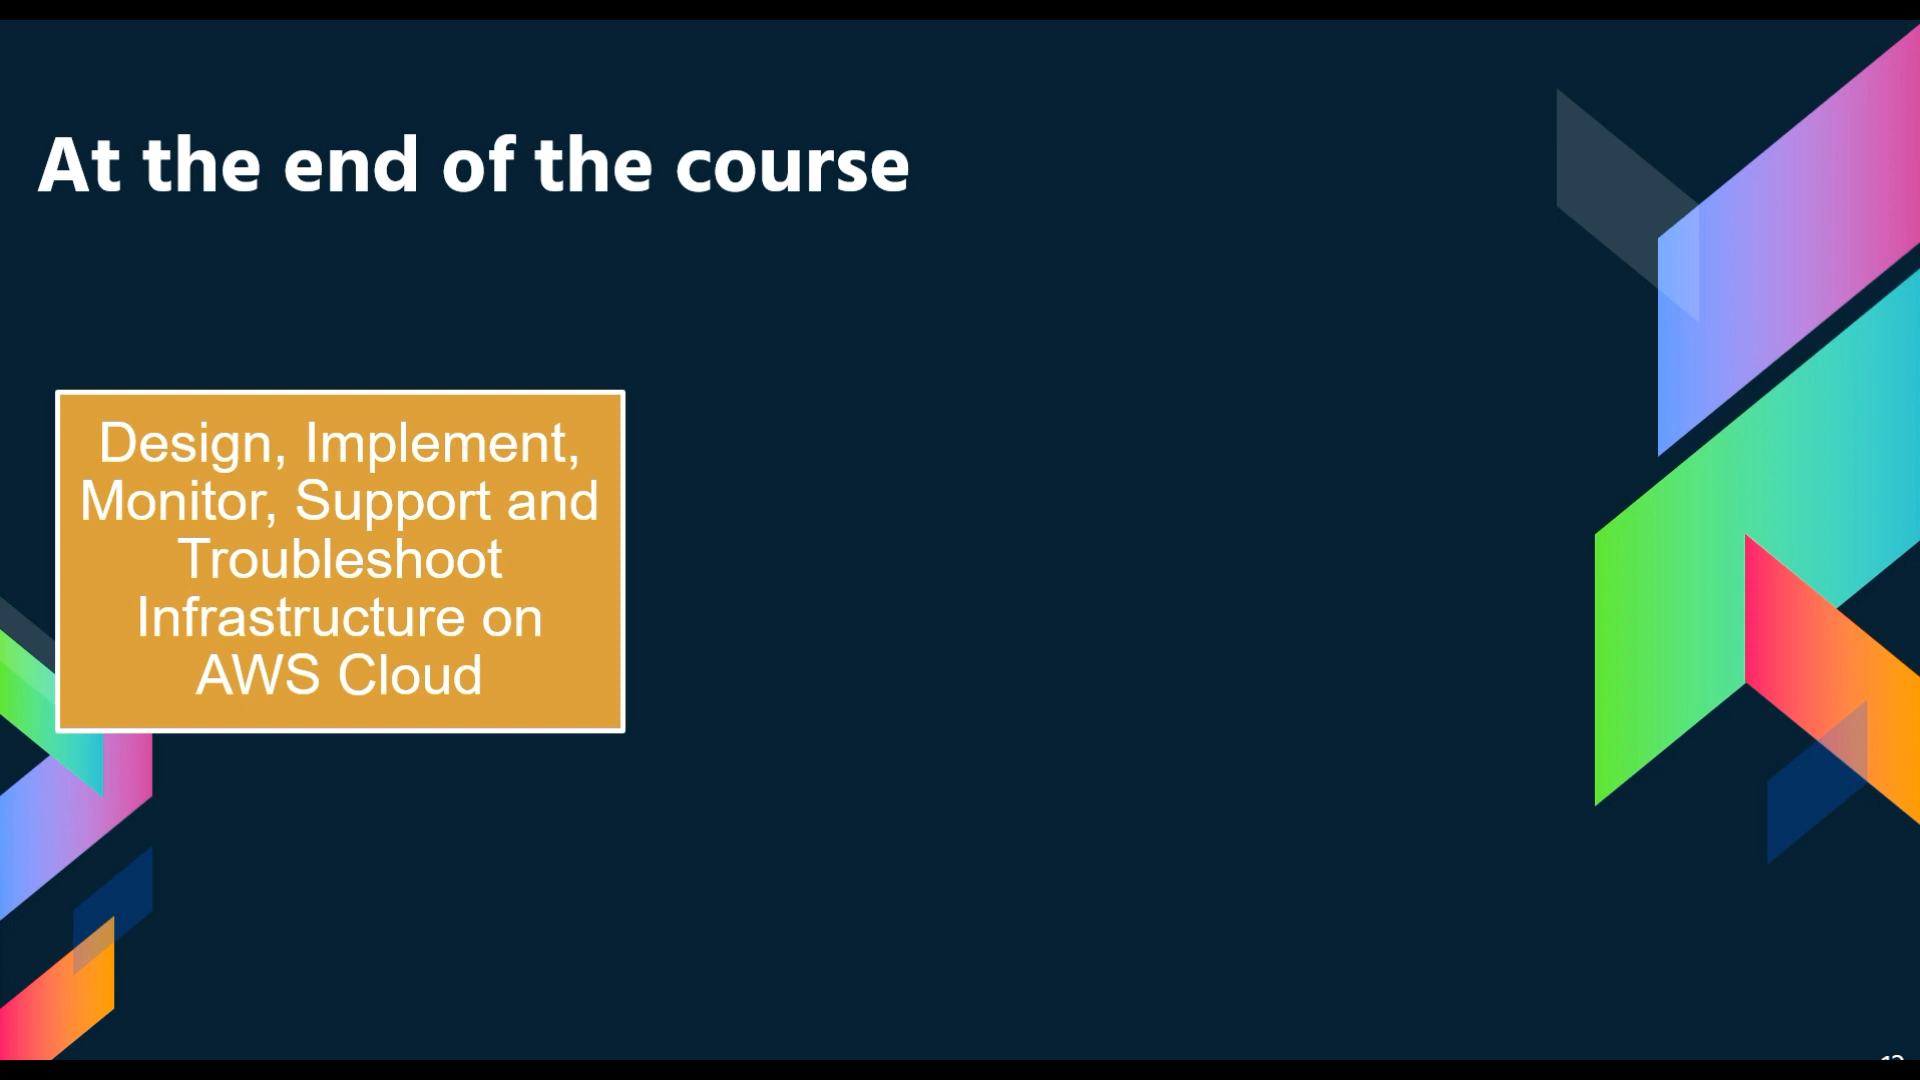 At the end of the course
Design, Implement,
Monitor, Support and
Troubleshoot
Infrastructure on
AWS Cloud